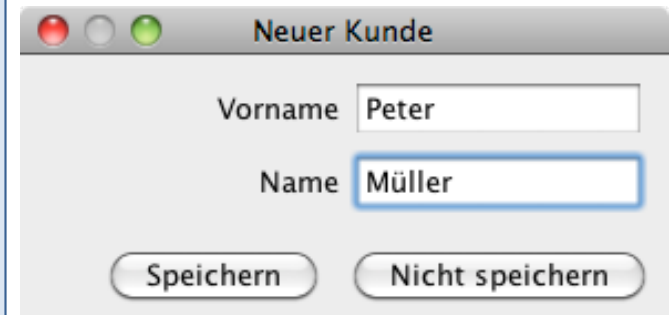 Neuer Kunde
Vorname Peter
Name Müller
Speichern Nicht speichern